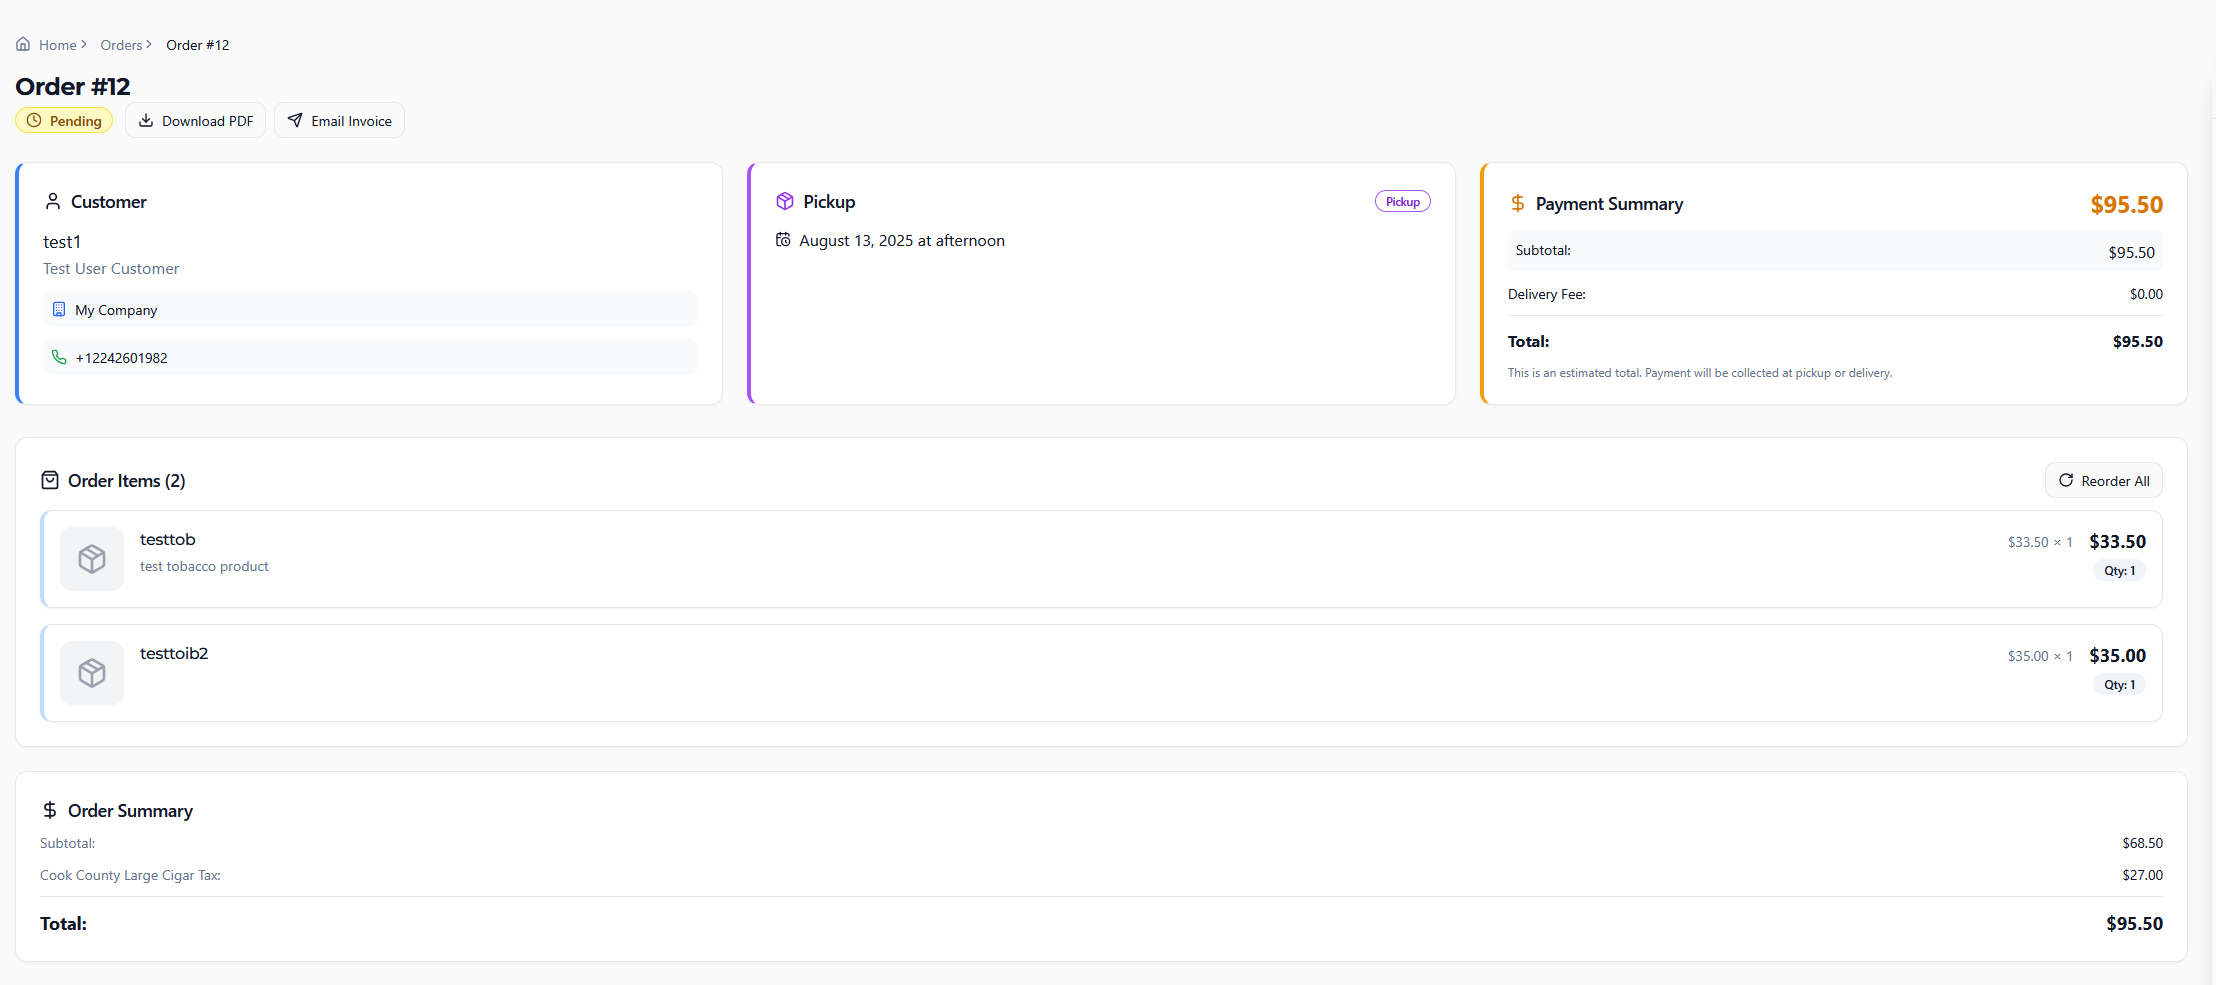 Home > Orders > Order #12
Order #12
Pending
Download PDF
Email Invoice
Customer
test1
Test User Customer
My Company
+12242601982
Pickup
Pickup
August 13, 2025 at afternoon
Payment Summary
$95.50
Subtotal:
$95.50
Delivery Fee:
$0.00
Total:
$95.50
This is an estimated total. Payment will be collected at pickup or delivery.
Order Items (2)
Reorder All
testtob
$33.50 × 1
$33.50
test tobacco product
Qty: 1
testtoib2
$35.00 × 1
$35.00
Qty: 1
Order Summary
Subtotal:
$68.50
Cook County Large Cigar Tax:
$27.00
Total:
$95.50